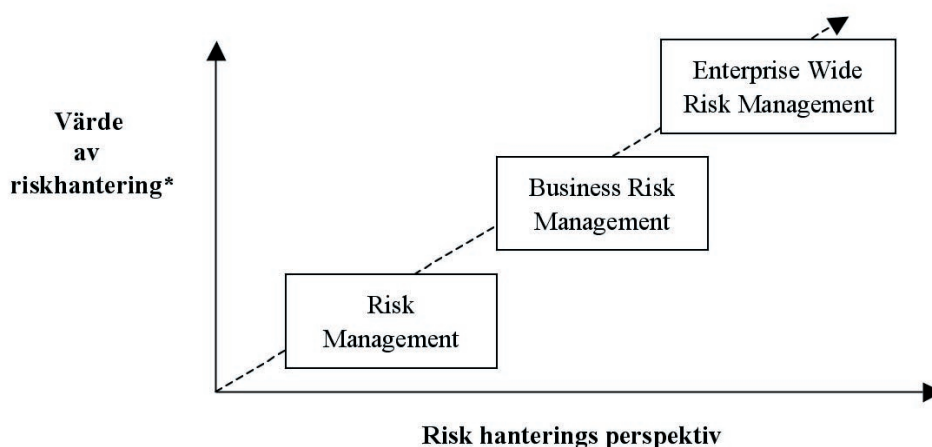 Enterprise Wide
Risk Management
Värde
av
riskhantering*
Business Risk
Management
Risk
Management
Risk hanterings perspektiv